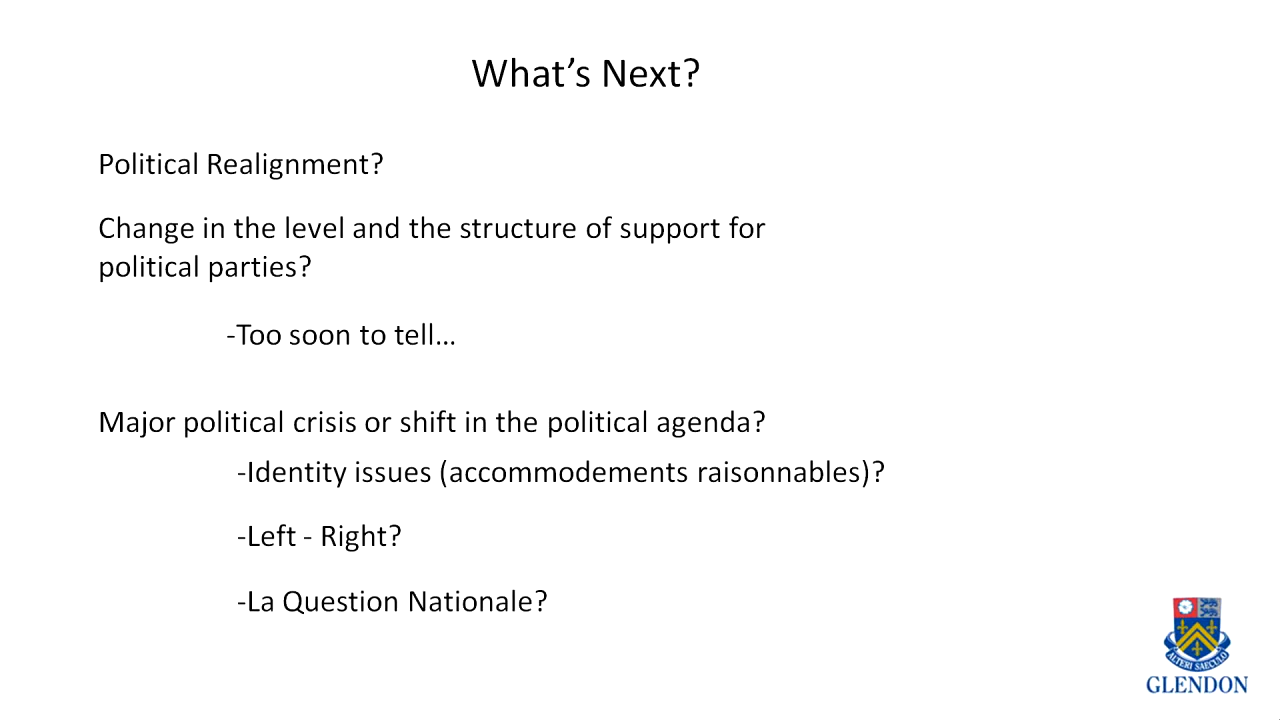 What’s Next?
Political Realignment?
Change in the level and the structure of support for
political parties?
-Too soon to tell…
Major political crisis or shift in the political agenda?
-Identity issues (accommodements raisonnables)?
-Left - Right?
-La Question Nationale?
ALTERI SAECULO
GLENDON